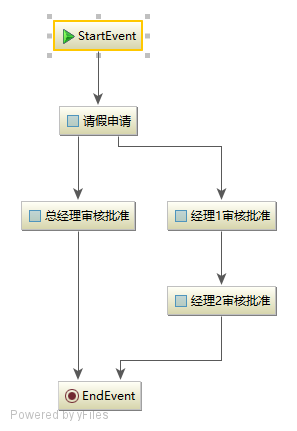 StartEvent
请假申请
总经理审核批准
经理1审核批准
经理2审核批准
EndEvent
Powered by yFiles